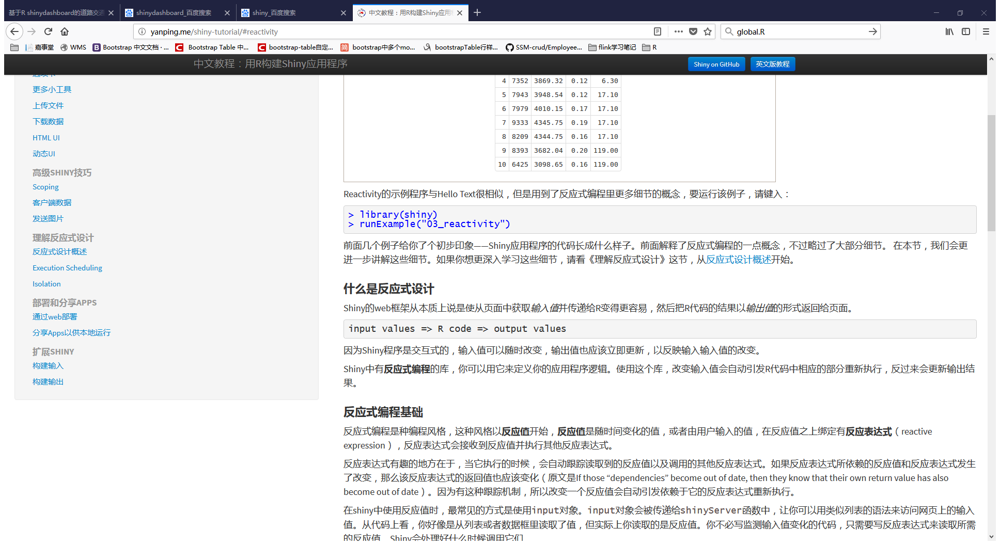 基于R shinydashboard的道路交通
shinydashboard_百度搜索
shiny_百度搜索
中文教程：用R构建Shiny应用
yanping.me/shiny-tutorial/#reactivity
global.R
嘉事堂
WMS
Bootstrap 中文文档 · ...
Bootstrap Table 中...
bootstrap-table自定...
bootstrap中多个mo...
bootstrapTable行样...
SSM-crud/Employee...
flink学习笔记
R
中文教程：用R构建Shiny应用程序
Shiny on GitHub
英文版教程
更多小工具
上传文件
下载数据
HTML UI
动态UI
高级SHINY技巧
Scoping
客户端数据
发送图片
理解反应式设计
反应式设计概述
Execution Scheduling
Isolation
部署和分享APPS
通过web部署
分享Apps以供本地运行
扩展SHINY
构建输入
构建输出
4 7352 3869.32 0.12 6.30
5 7943 3948.54 0.12 17.10
6 7979 4010.15 0.17 17.10
7 9333 4345.75 0.19 17.10
8 8209 4344.75 0.16 17.10
9 8393 3682.04 0.20 119.00
10 6425 3098.65 0.16 119.00
Reactivity的示例程序与Hello Text很相似，但是用到了反应式编程里更多细节的概念，要运行该例子，请键入：
> library(shiny)
> runExample("03_reactivity")
前面几个例子给你了个初步印象——Shiny应用程序的代码长成什么样子。前面解释了反应式编程的一点概念，不过略过了大部分细节。 在本节，我们会更
进一步讲解这些细节。如果你想更深入学习这些细节，请看《理解反应式设计》这节，从反应式设计概述开始。
什么是反应式设计
Shiny的web框架从本质上说是使从页面中获取输入值并传递给R变得更容易，然后把R代码的结果以输出值的形式返回给页面。
input values => R code => output values
因为Shiny程序是交互式的，输入值可以随时改变，输出值也应该立即更新，以反映输入输入值的改变。
Shiny中有反应式编程的库，你可以用它来定义你的应用程序逻辑。使用这个库，改变输入值会自动引发R代码中相应的部分重新执行，反过来会更新输出结
果。
反应式编程基础
反应式编程是种编程风格，这种风格以反应值开始，反应值是随时间变化的值，或者由用户输入的值，在反应值之上绑定有反应表达式（reactive
expression），反应表达式会接收到反应值并执行其他反应表达式。
反应表达式有趣的地方在于，当它执行的时候，会自动跟踪读取到的反应值以及调用的其他反应表达式。如果反应表达式所依赖的反应值和反应表达式发生
了改变，那么该反应表达式的返回值也应该变化（原文是If those “dependencies” become out of date, then they know that their own return value has also
become out of date）。因为有这种跟踪机制，所以改变一个反应值会自动引发依赖于它的反应表达式重新执行。
在shiny中使用反应值时，最常见的方式是使用input对象。input对象会被传递给shinyServer函数中，让你可以用类似列表的语法来访问网页上的输入
值。从代码上看，你好像是从列表或者数据框里读取了值，但实际上你读取的是反应值。你不必写监测输入值变化的代码，只需要写反应表达式来读取所需
的反应值，Shiny会处理好什么时候调用它们